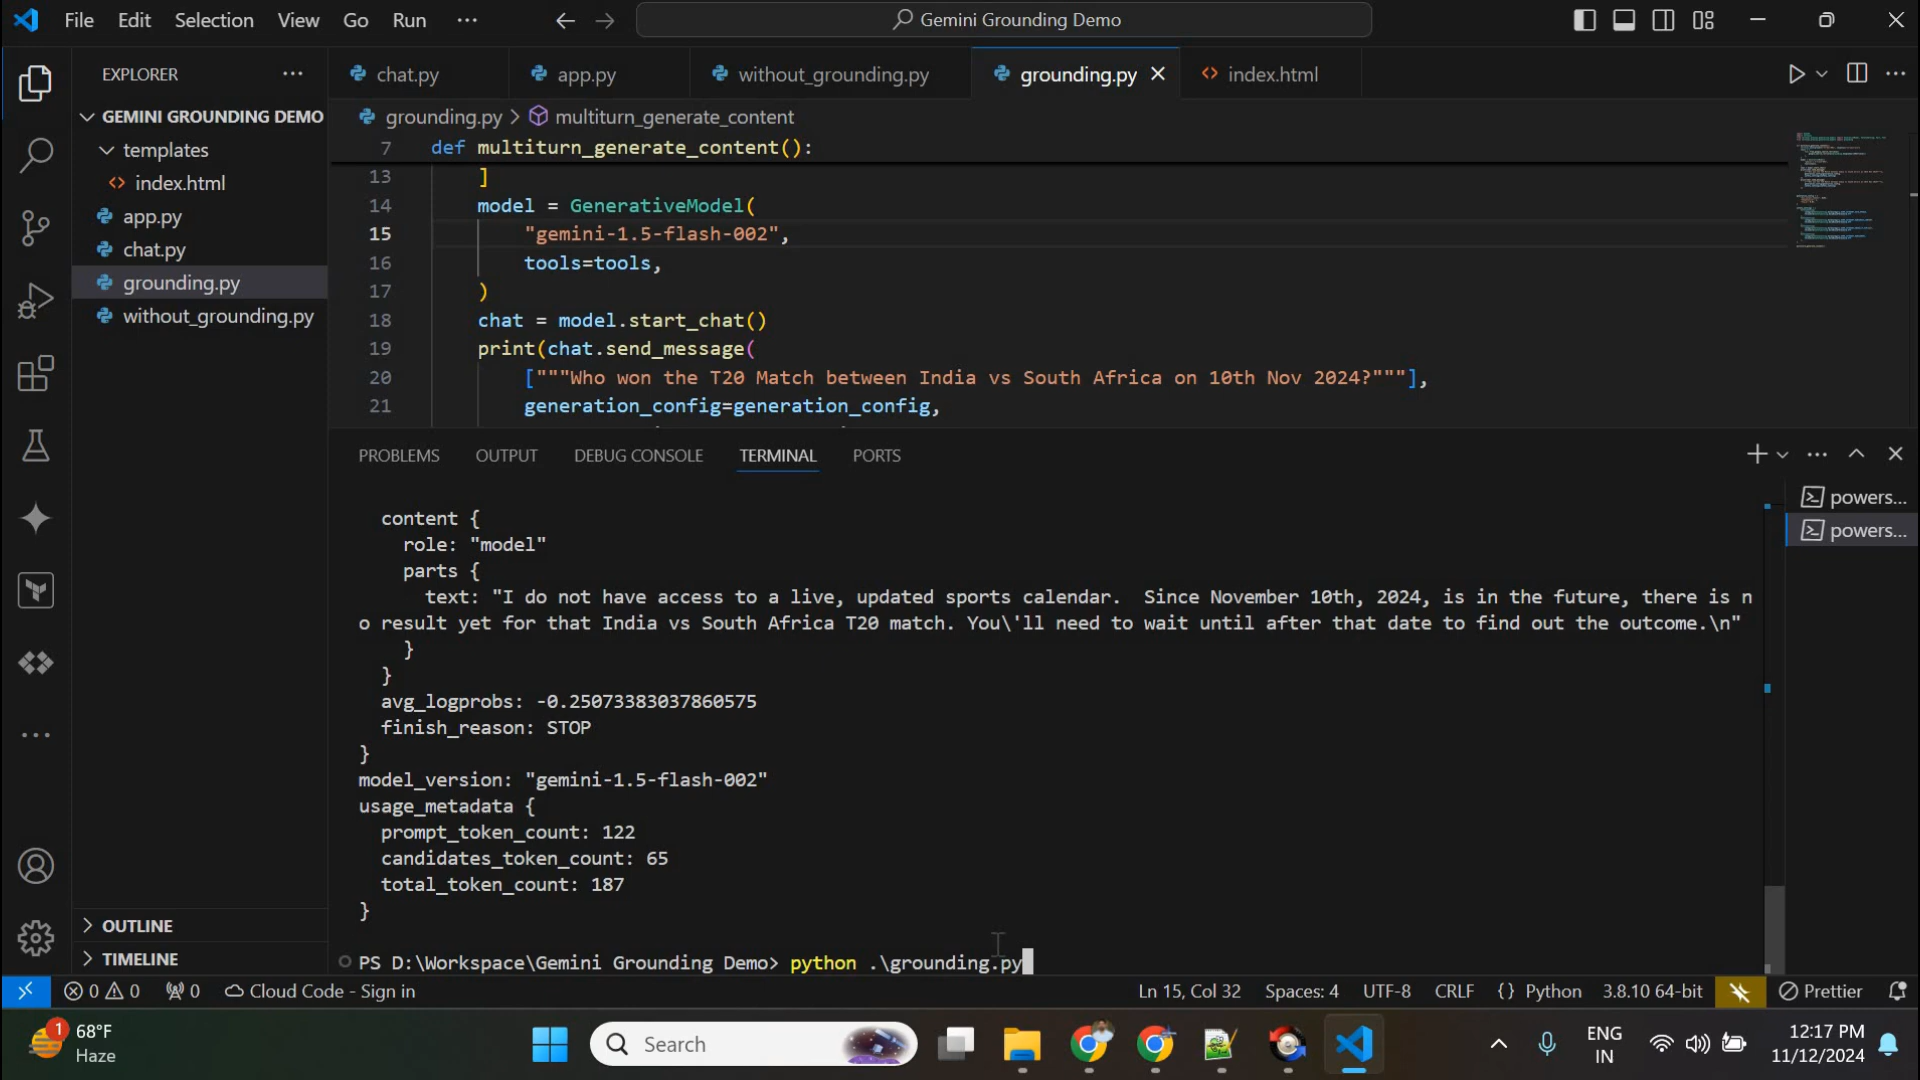 File Edit Selection View Go Run ··· Gemini Grounding Demo
EXPLORER ···
GEMINI GROUNDING DEMO
templates
index.html
app.py
chat.py
grounding.py
without_grounding.py
OUTLINE
TIMELINE
chat.py app.py without_grounding.py grounding.py index.html
grounding.py > multiturn_generate_content
7 def multiturn_generate_content():
13 ]
14 model = GenerativeModel(
15 "gemini-1.5-flash-002",
16 tools=tools,
17 )
18 chat = model.start_chat()
19 print(chat.send_message(
20 ["""Who won the T20 Match between India vs South Africa on 10th Nov 2024?"""],
21 generation_config=generation_config,
PROBLEMS OUTPUT DEBUG CONSOLE TERMINAL PORTS
powers...
powers...
content {
role: "model"
parts {
text: "I do not have access to a live, updated sports calendar.  Since November 10th, 2024, is in the future, there is n
o result yet for that India vs South Africa T20 match. You\'ll need to wait until after that date to find out the outcome.\n"
}
}
avg_logprobs: -0.25073383037860575
finish_reason: STOP
}
model_version: "gemini-1.5-flash-002"
usage_metadata {
prompt_token_count: 122
candidates_token_count: 65
total_token_count: 187
}
PS D:\Workspace\Gemini Grounding Demo> python .\grounding.py
0 0 0 Cloud Code - Sign in Ln 15, Col 32 Spaces: 4 UTF-8 CRLF {} Python 3.8.10 64-bit Prettier
1 68°F
Haze
Search
ENG
IN
12:17 PM
11/12/2024